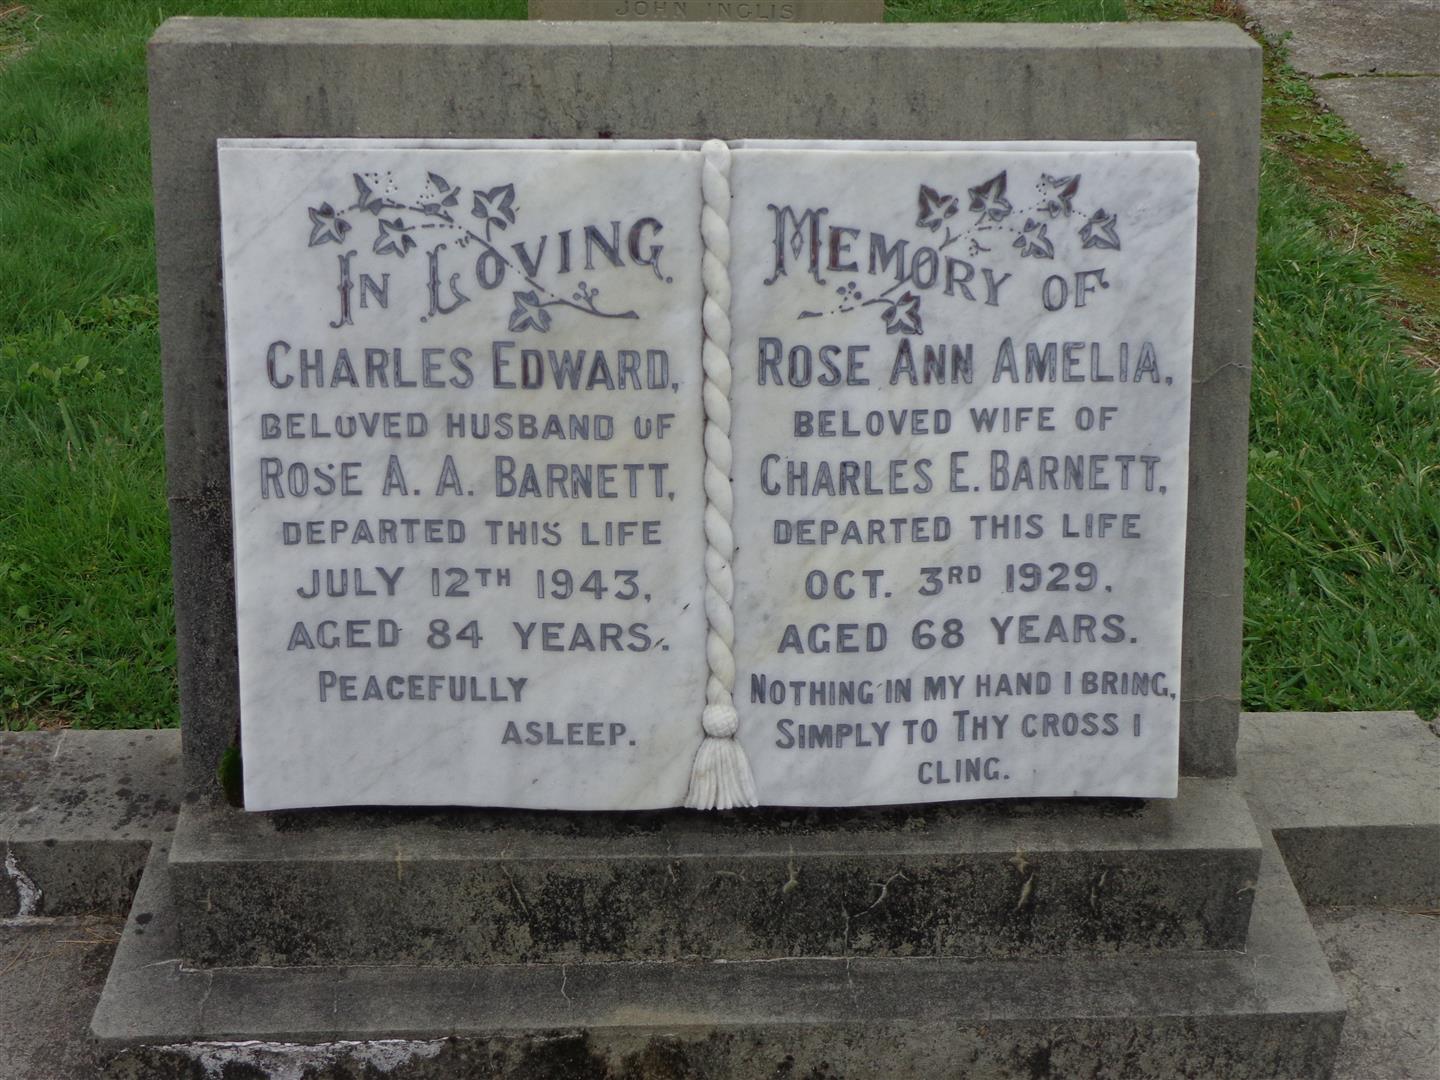 JOHN INGLIS
IN LOVING
CHARLES EDWARD,
BELOVED HUSBAND OF
ROSE A. A. BARNETT,
DEPARTED THIS LIFE
JULY 12TH 1943,
AGED 84 YEARS.
PEACEFULLY
ASLEEP.
MEMORY OF
ROSE ANN AMELIA,
BELOVED WIFE OF
CHARLES E. BARNETT,
DEPARTED THIS LIFE
OCT. 3RD 1929,
AGED 68 YEARS.
NOTHING IN MY HAND I BRING,
SIMPLY TO THY CROSS I
CLING.